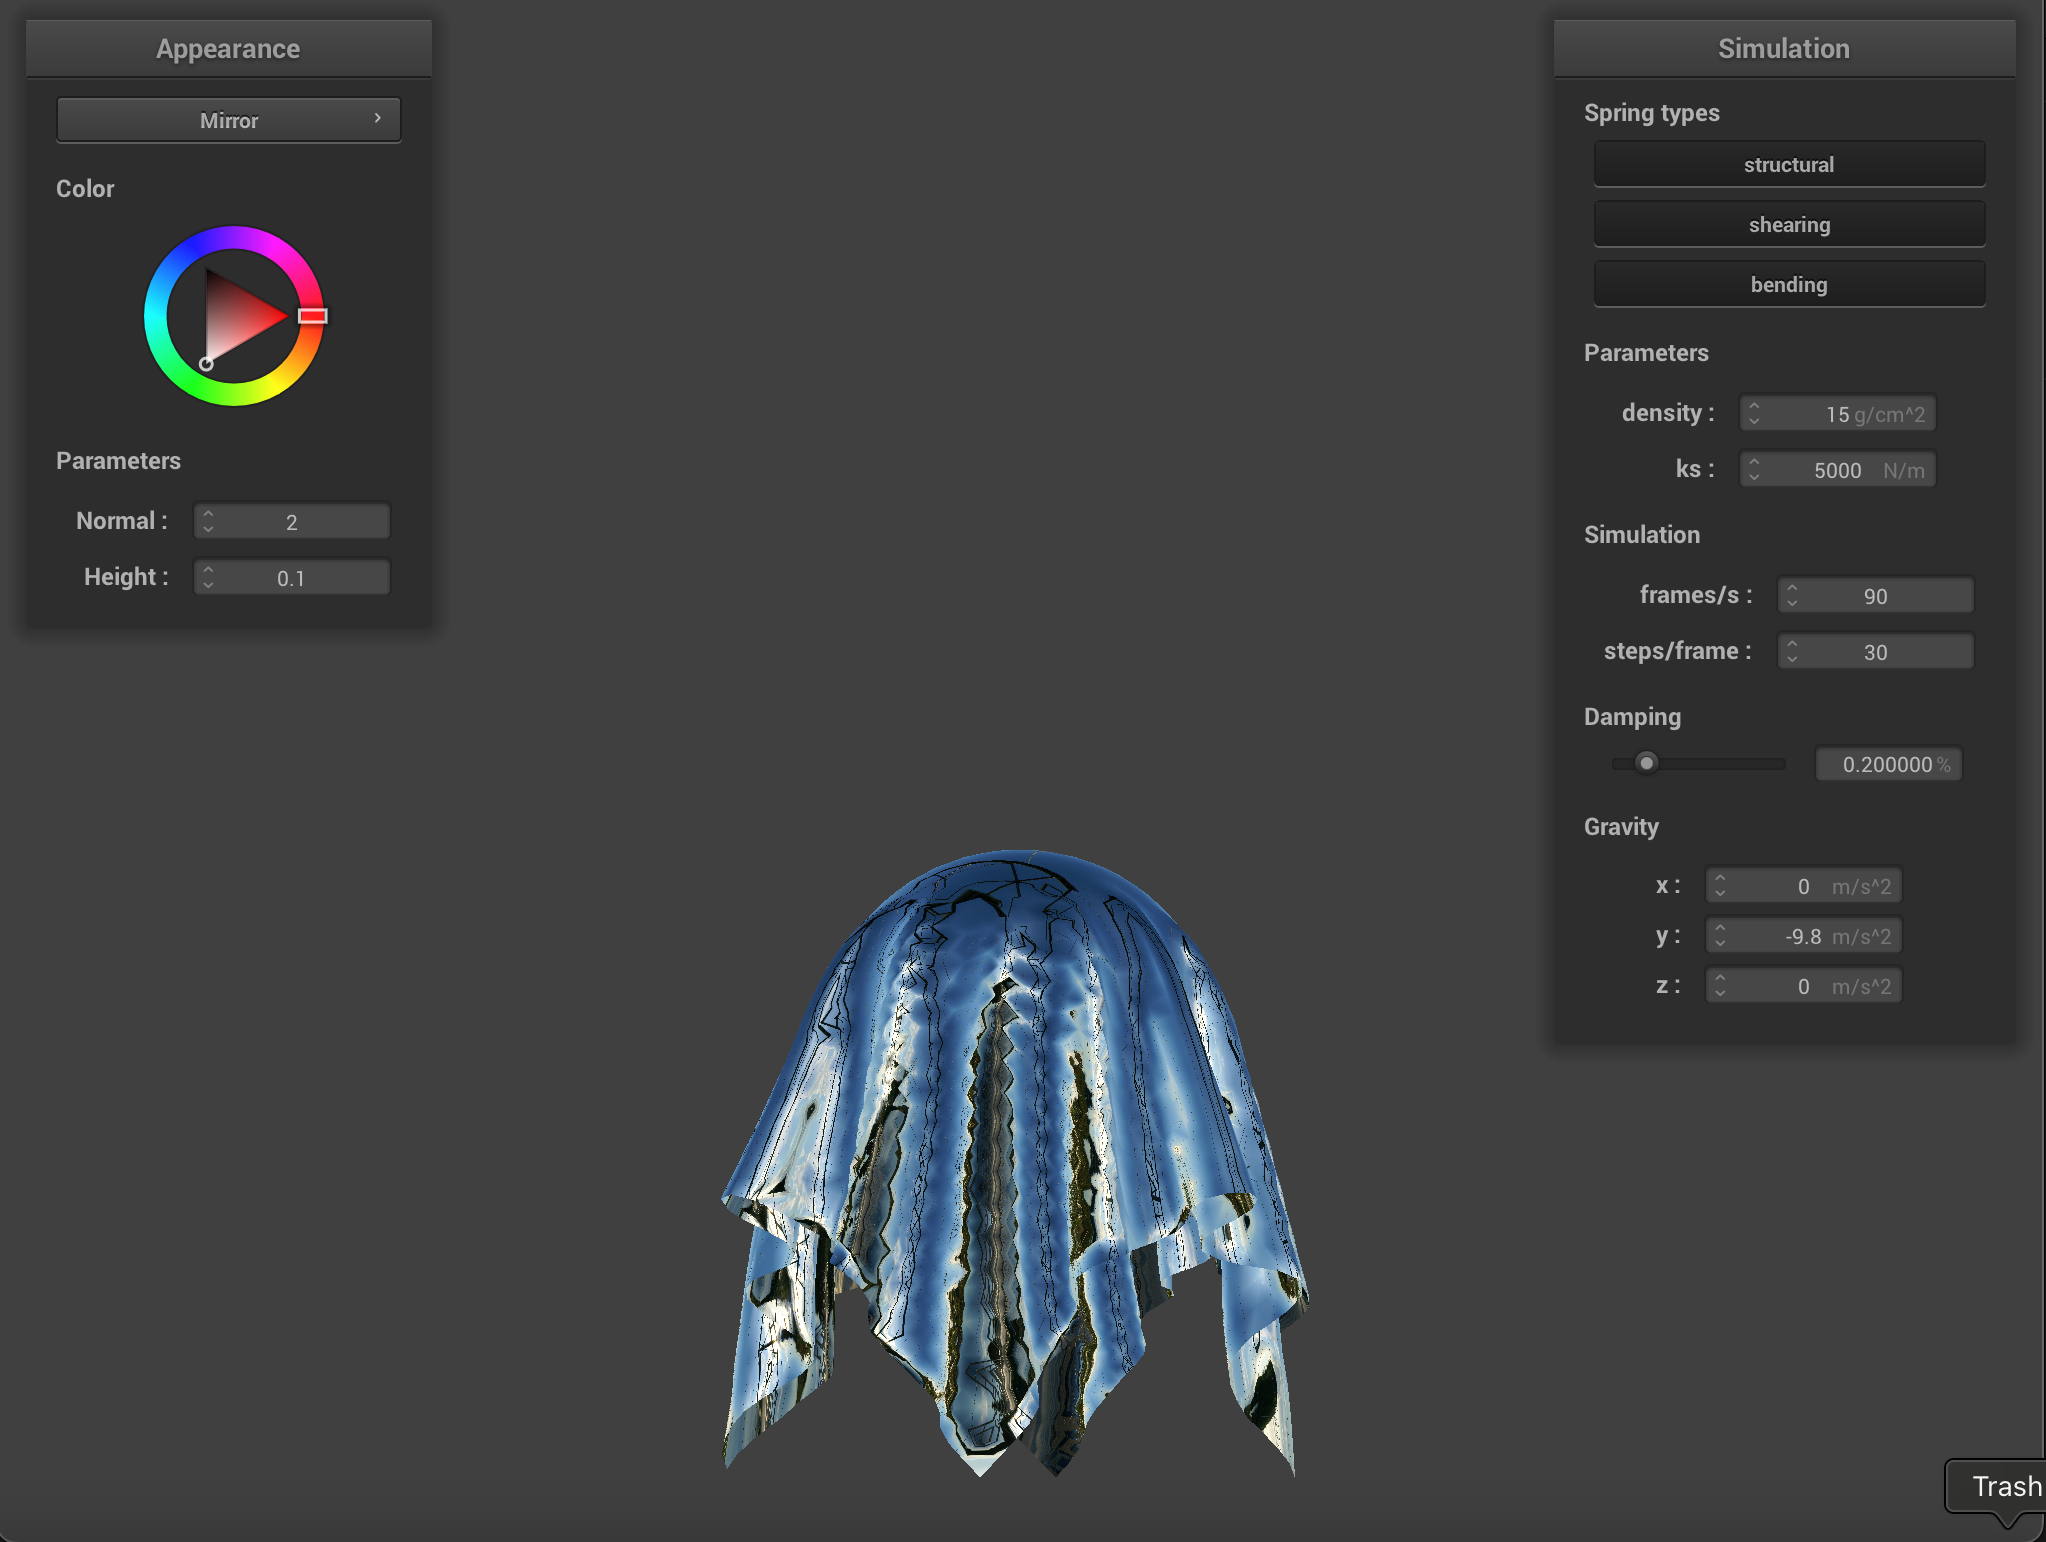 Appearance
Mirror
Color
Parameters
Normal : 2
Height : 0.1
Simulation
Spring types
structural
shearing
bending
Parameters
density : 15 g/cm^2
ks : 5000 N/m
Simulation
frames/s : 90
steps/frame : 30
Damping
0.200000 %
Gravity
x : 0 m/s^2
y : -9.8 m/s^2
z : 0 m/s^2
Trash